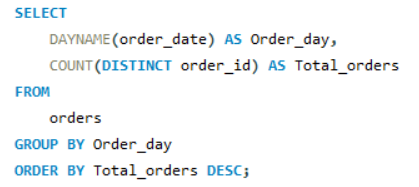 SELECT
    DAYNAME(order_date) AS Order_day,
    COUNT(DISTINCT order_id) AS Total_orders
FROM
    orders
GROUP BY Order_day
ORDER BY Total_orders DESC;